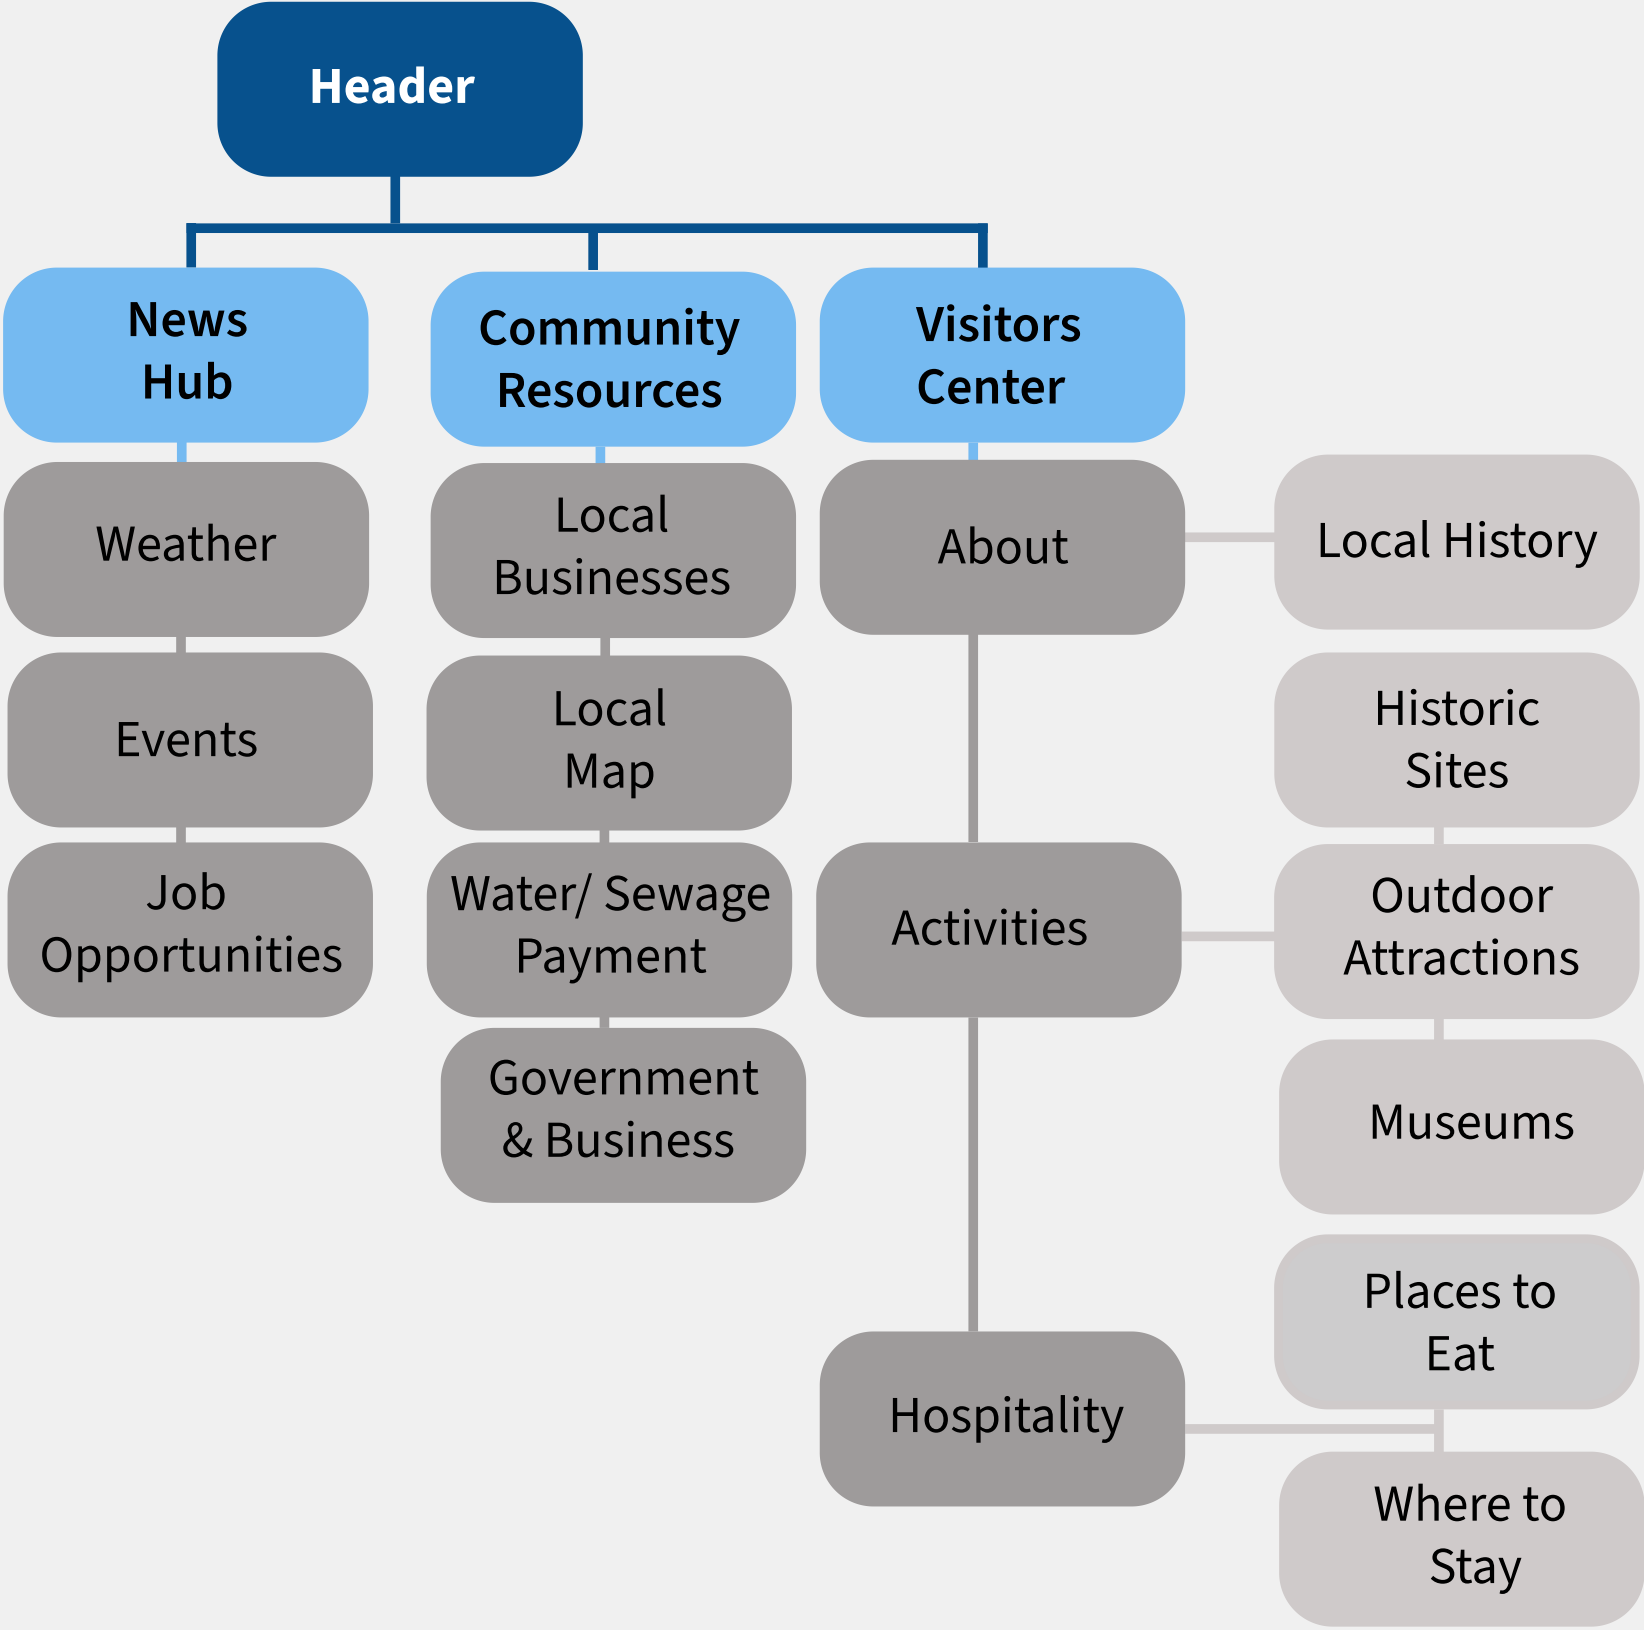 Header
News
Hub
Community
Resources
Visitors
Center
Weather
Events
Job
Opportunities
Local
Businesses
Local
Map
Water/ Sewage
Payment
Government
& Business
About
Local History
Activities
Historic
Sites
Outdoor
Attractions
Museums
Hospitality
Places to
Eat
Where to
Stay